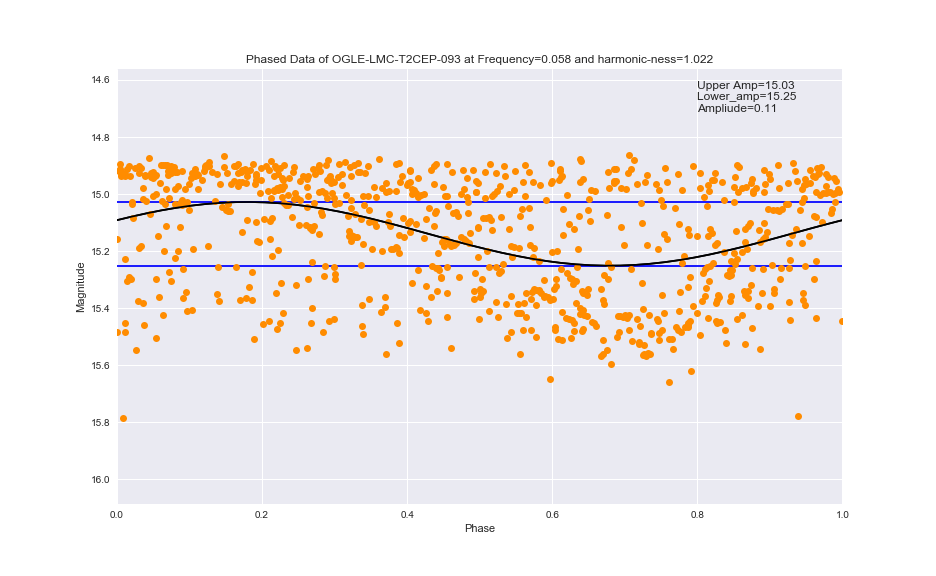 Phased Data of OGLE-LMC-T2CEP-093 at Frequency=0.058 and harmonic-ness=1.022
Upper Amp=15.03
Lower_amp=15.25
Ampliude=0.11
14.6
14.8
15.0
15.2
15.4
15.6
15.8
16.0
Magnitude
0.0 0.2 0.4 0.6 0.8 1.0
Phase